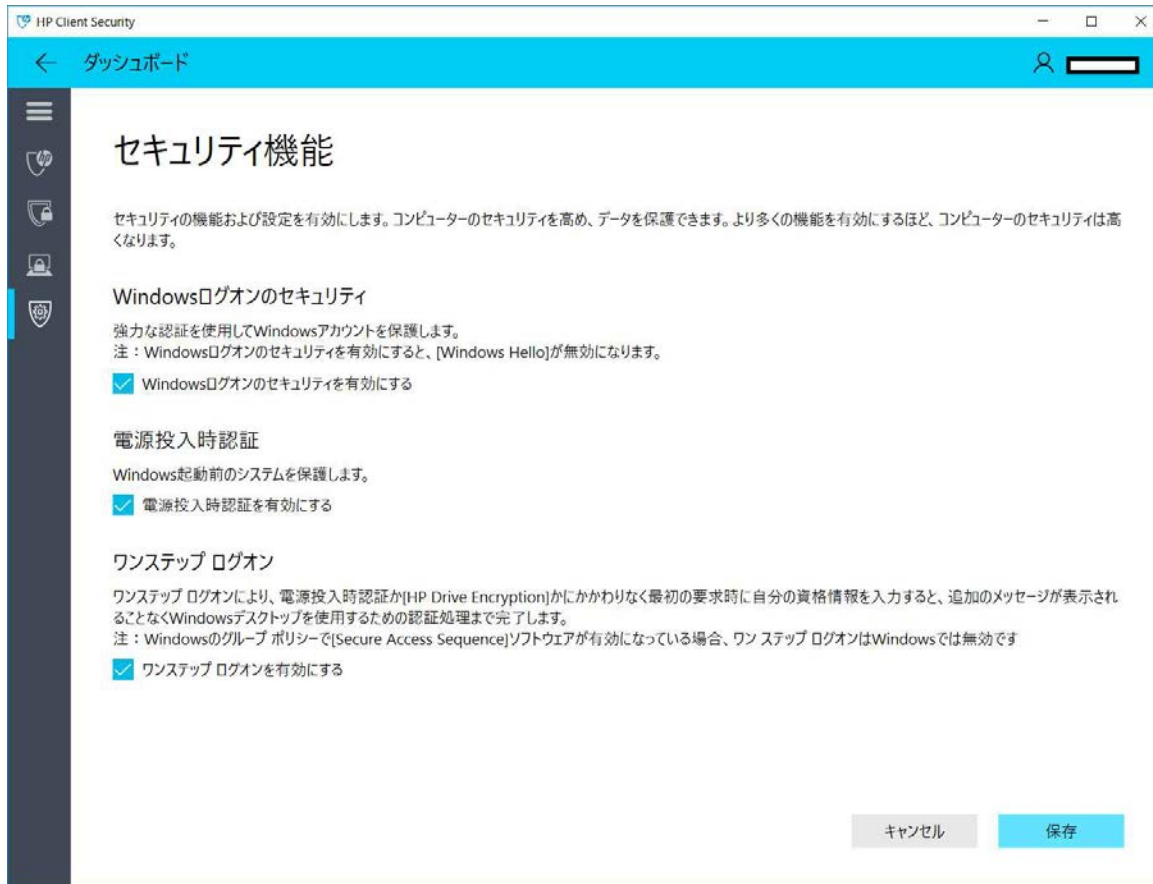 HP Client Security
ダッシュボード
セキュリティ機能
セキュリティの機能および設定を有効にします。コンピューターのセキュリティを高め、データを保護できます。より多くの機能を有効にするほど、コンピューターのセキュリティは高
くなります。
Windowsログオンのセキュリティ
強力な認証を使用してWindowsアカウントを保護します。
注：Windowsログオンのセキュリティを有効にすると、[Windows Hello]が無効になります。
Windowsログオンのセキュリティを有効にする
電源投入時認証
Windows起動前のシステムを保護します。
電源投入時認証を有効にする
ワンステップ ログオン
ワンステップ ログオンにより、電源投入時認証か[HP Drive Encryption]かにかかわりなく最初の要求時に自分の資格情報を入力すると、追加のメッセージが表示され
ることなくWindowsデスクトップを使用するための認証処理まで完了します。
注：Windowsのグループ ポリシーで[Secure Access Sequence]ソフトウェアが有効になっている場合、ワン ステップ ログオンはWindowsでは無効です
ワンステップ ログオンを有効にする
キャンセル
保存